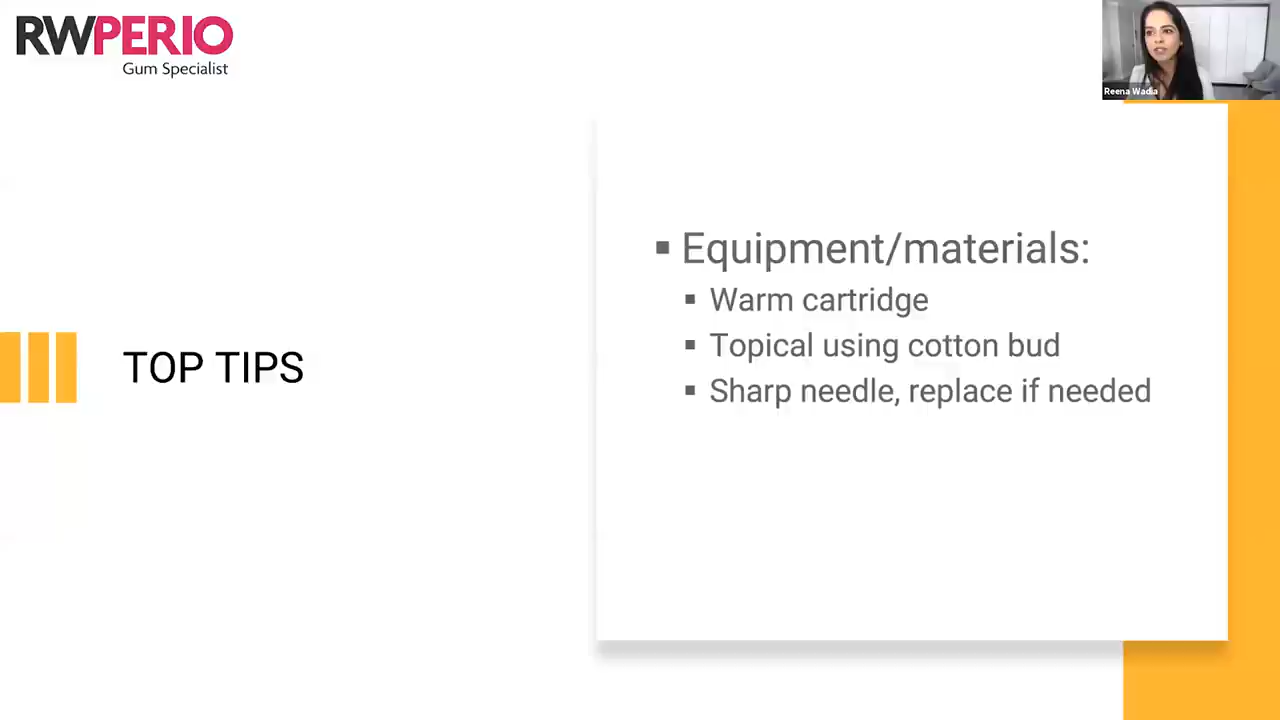 RWPERIO
Gum Specialist
Reena Wadia
TOP TIPS
▪ Equipment/materials:
▪ Warm cartridge
▪ Topical using cotton bud
▪ Sharp needle, replace if needed